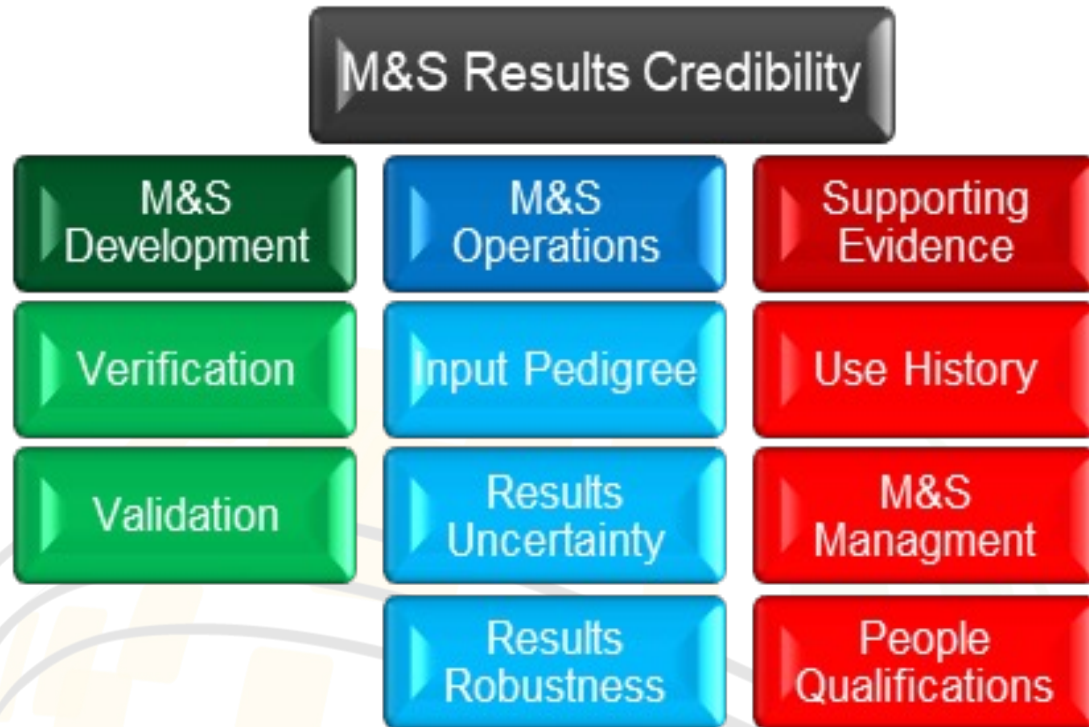 M&S Results Credibility
M&S
Development
M&S
Operations
Supporting
Evidence
Verification
Input Pedigree
Use History
Validation
Results
Uncertainty
M&S
Managment
Results
Robustness
People
Qualifications